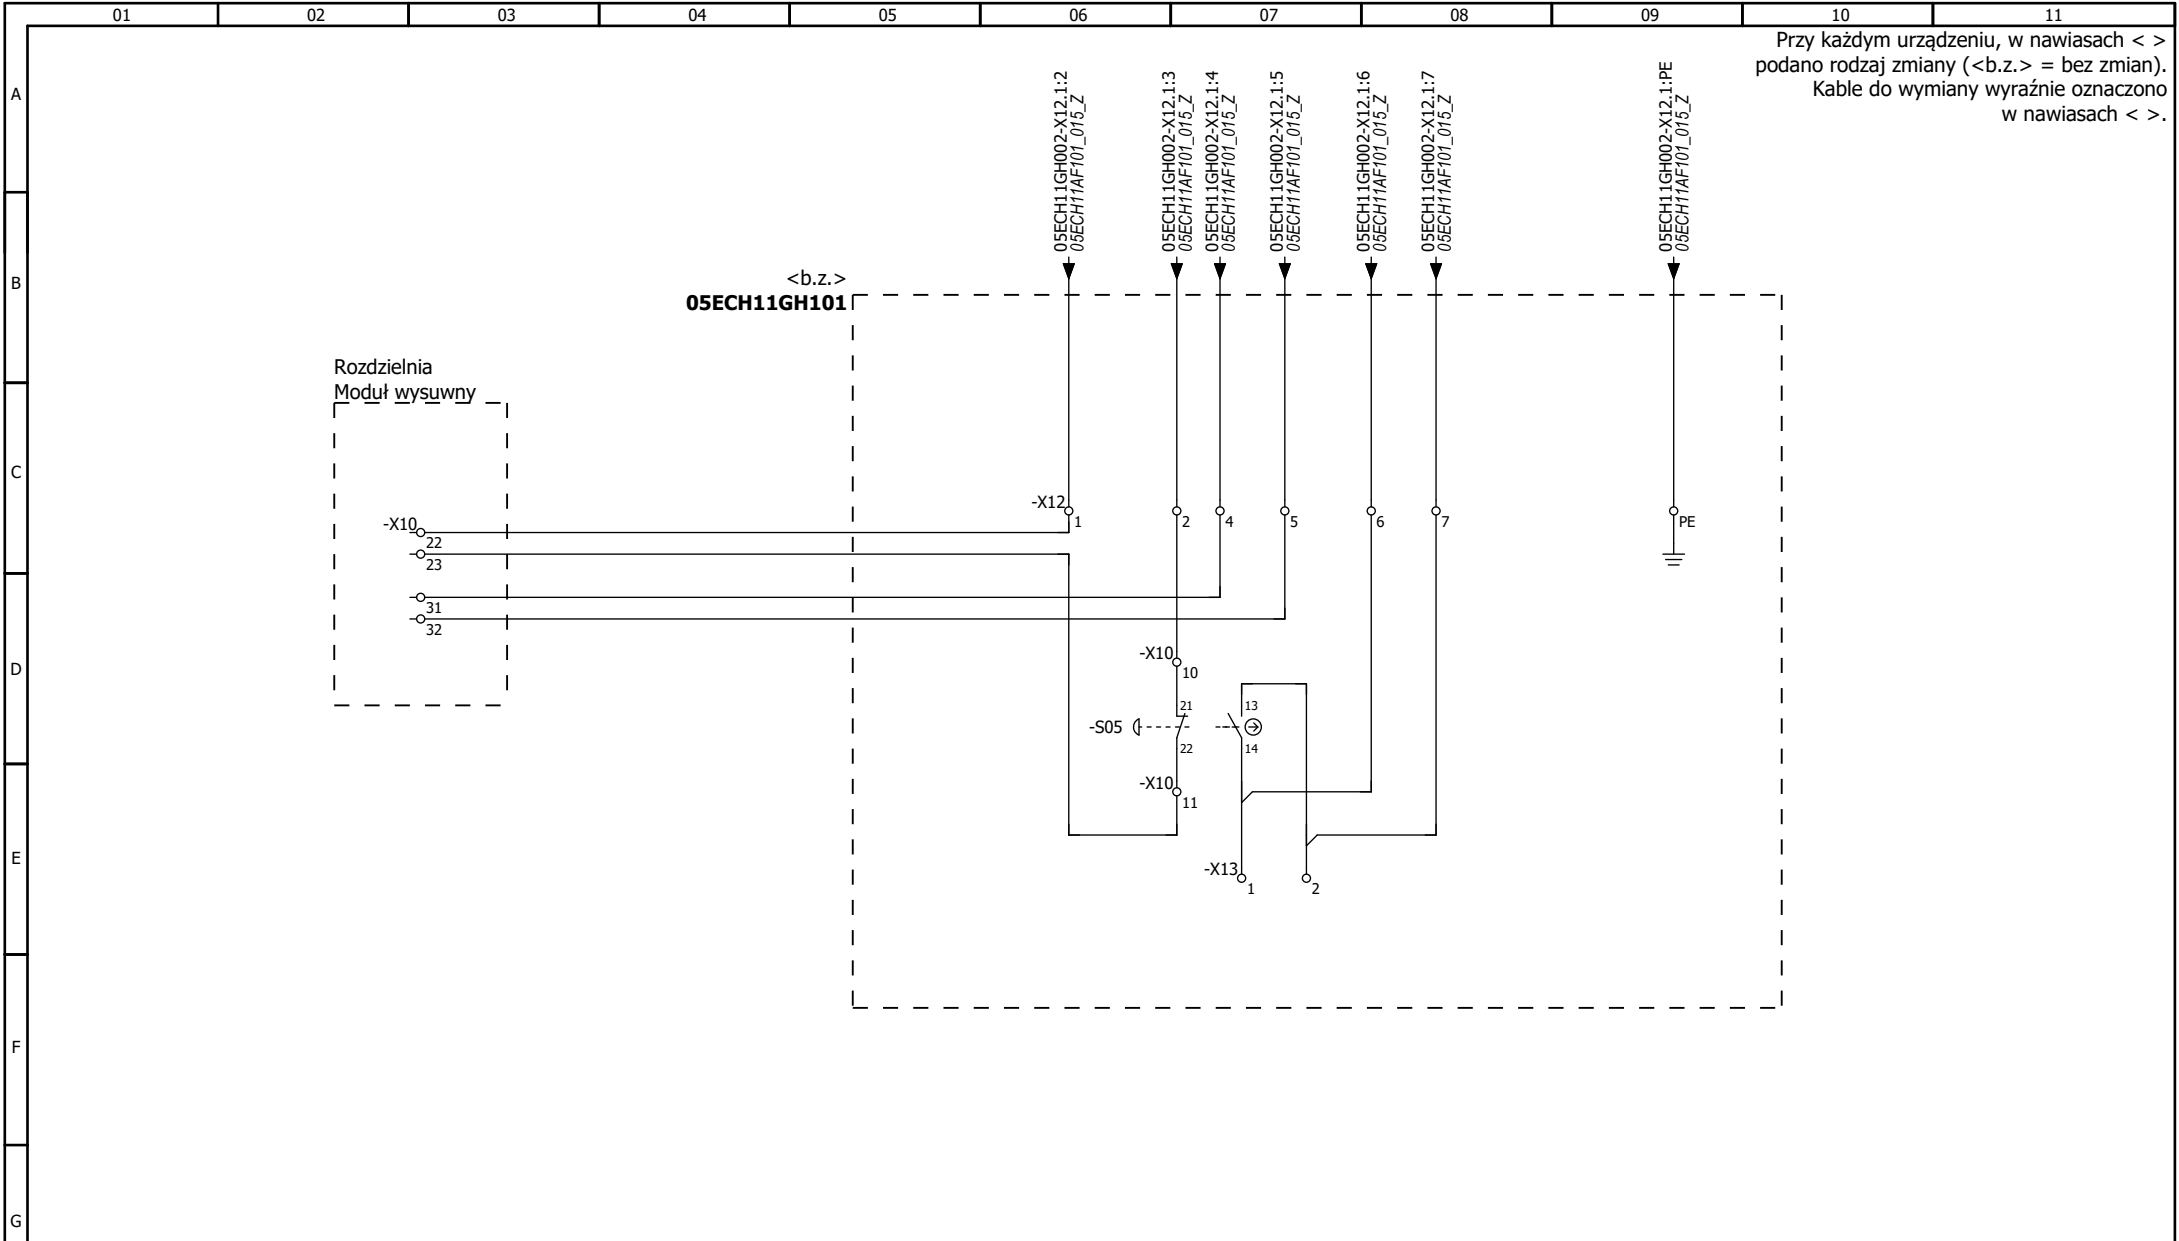 01 02 03 04 05 06 07 08 09 10 11
Przy każdym urządzeniu, w nawiasach < >
podano rodzaj zmiany (<b.z.> = bez zmian).
Kable do wymiany wyraźnie oznaczono
w nawiasach < >.
A
05ECH11GH002-X12.1:2
05ECH11AF101_015_Z
05ECH11GH002-X12.1:3
05ECH11AF101_015_Z
05ECH11GH002-X12.1:4
05ECH11AF101_015_Z
05ECH11GH002-X12.1:5
05ECH11AF101_015_Z
05ECH11GH002-X12.1:6
05ECH11AF101_015_Z
05ECH11GH002-X12.1:7
05ECH11AF101_015_Z
05ECH11GH002-X12.1:PE
05ECH11AF101_015_Z
B
<b.z.>
05ECH11GH101
Rozdzielnia
Moduł wysuwny
C
-X12
1 2 4 5 6 7 PE
-X10
22
23
31
32
D
-X10
10
21 13
-S05
22 14
-X10
11
E
-X13
1 2
F
G